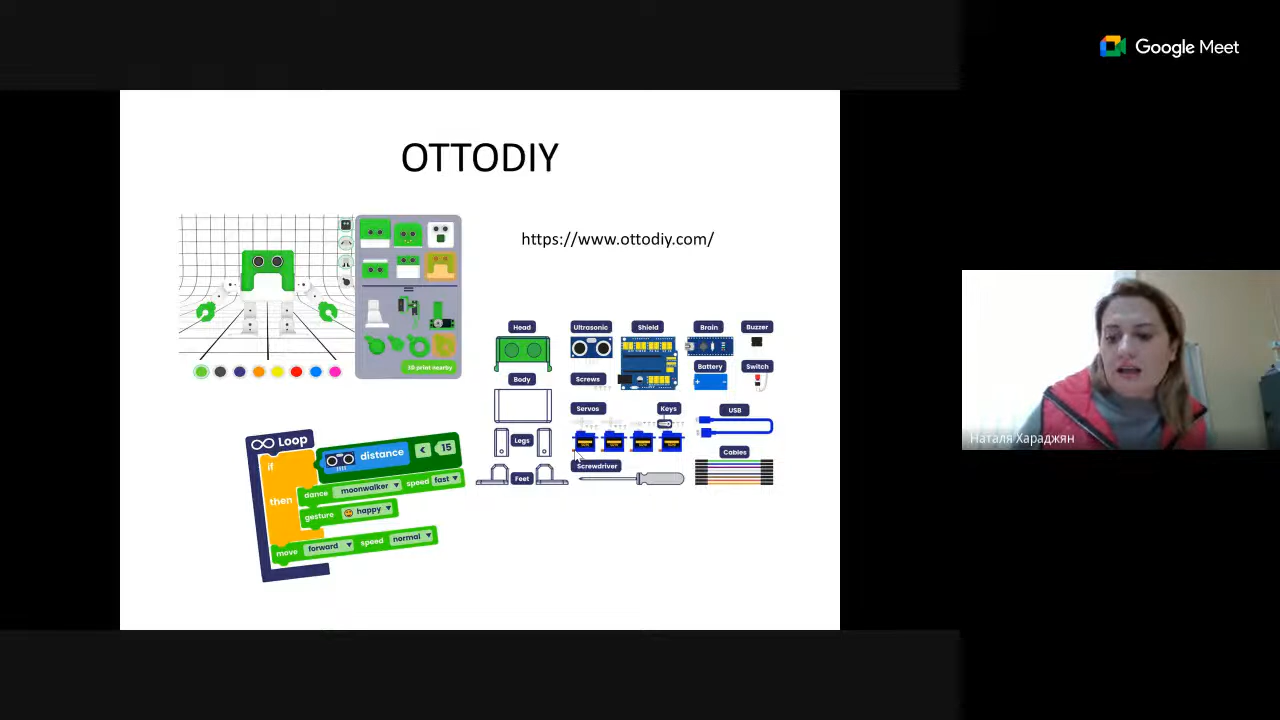 Google Meet
OTTODIY
https://www.ottodiy.com/
3D print nearby
Head
Ultrasonic
Shield
Brain
Buzzer
Body
Screws
Battery
Switch
Servos
Keys
USB
Legs
Screwdriver
Cables
Feet
Loop
if
distance < 15
then
dance moonwalker speed fast
gesture happy
move forward speed normal
Наталя Хараджян